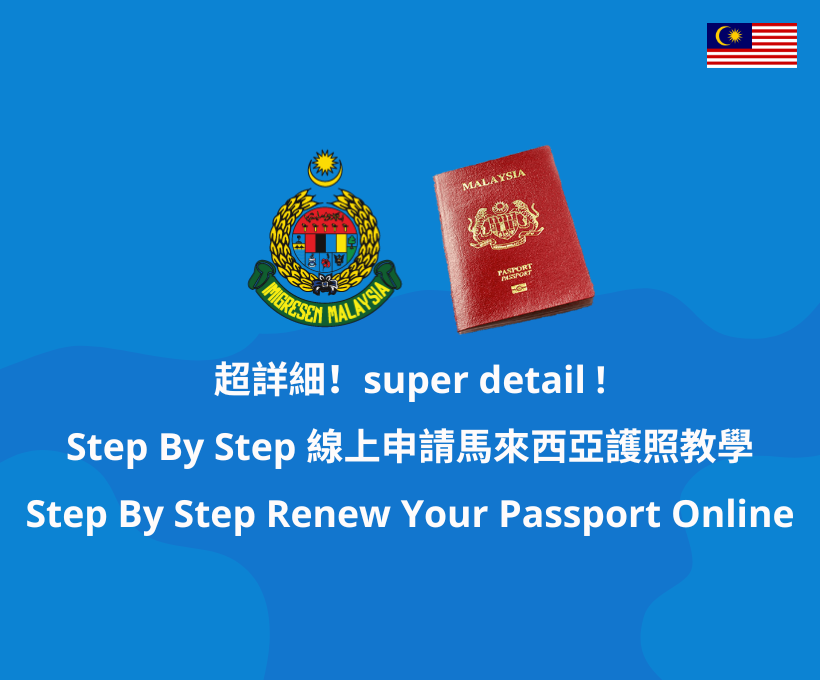 IMIGRESEN MALAYSIA
MALAYSIA
PASPORT
PASSPORT
超詳細！super detail !
Step By Step 線上申請馬來西亞護照教學
Step By Step Renew Your Passport Online